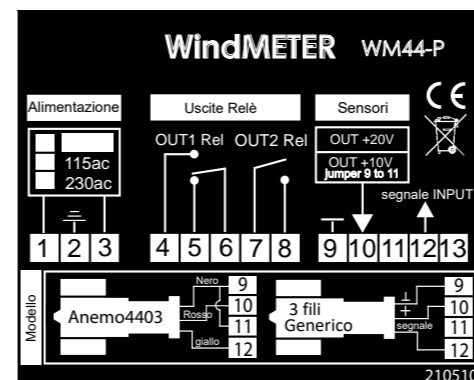 WindMETER WM44-P
Alimentazione Uscite Relè Sensori
115ac
230ac
OUT1 Rel OUT2 Rel
OUT +20V
OUT +10V
jumper 9 to 11
segnale INPUT
1 2 3 4 5 6 7 8 9 10 11 12 13
Modello
Anemo4403
Nero 9
Rosso 10
11
giallo 12
3 fili
Generico
⊥ 9
+ 10
segnale 11
12
210510